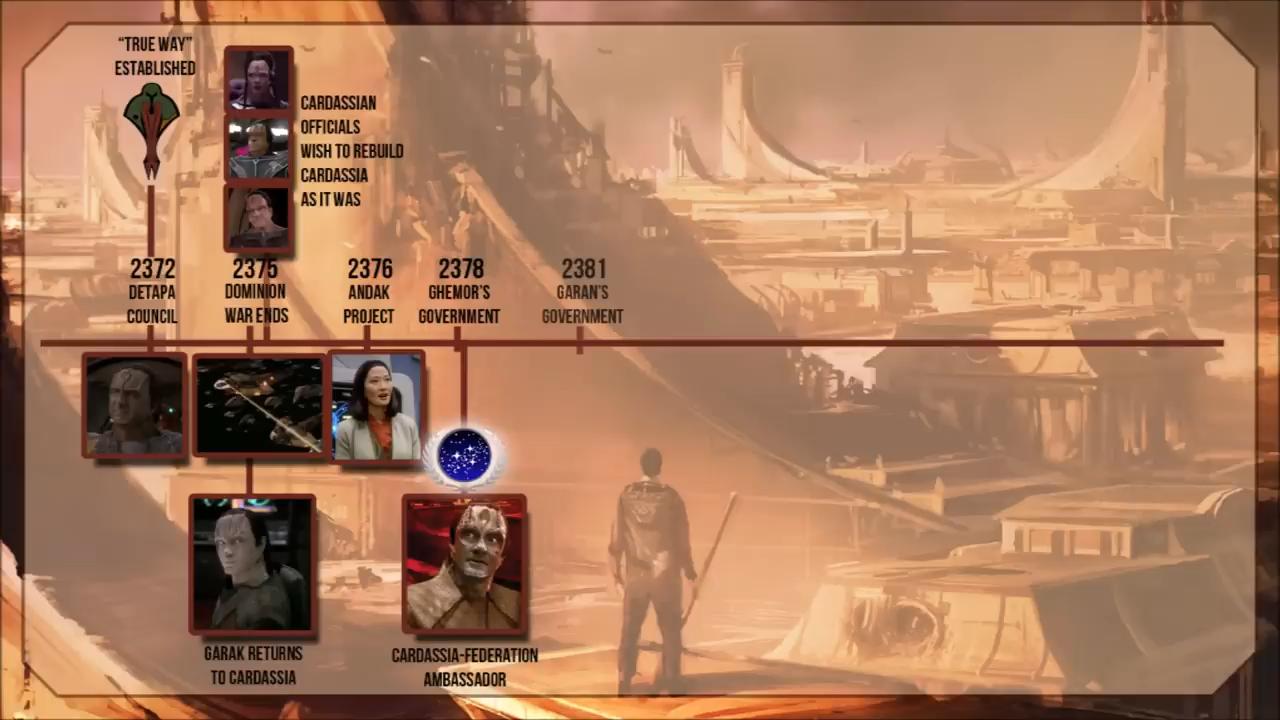 “TRUE WAY”
ESTABLISHED
CARDASSIAN
OFFICIALS
WISH TO REBUILD
CARDASSIA
AS IT WAS
2372
DETAPA
COUNCIL
2375
DOMINION
WAR ENDS
2376
ANDAK
PROJECT
2378
GHEMOR'S
GOVERNMENT
2381
GARAN'S
GOVERNMENT
GARAK RETURNS
TO CARDASSIA
CARDASSIA-FEDERATION
AMBASSADOR